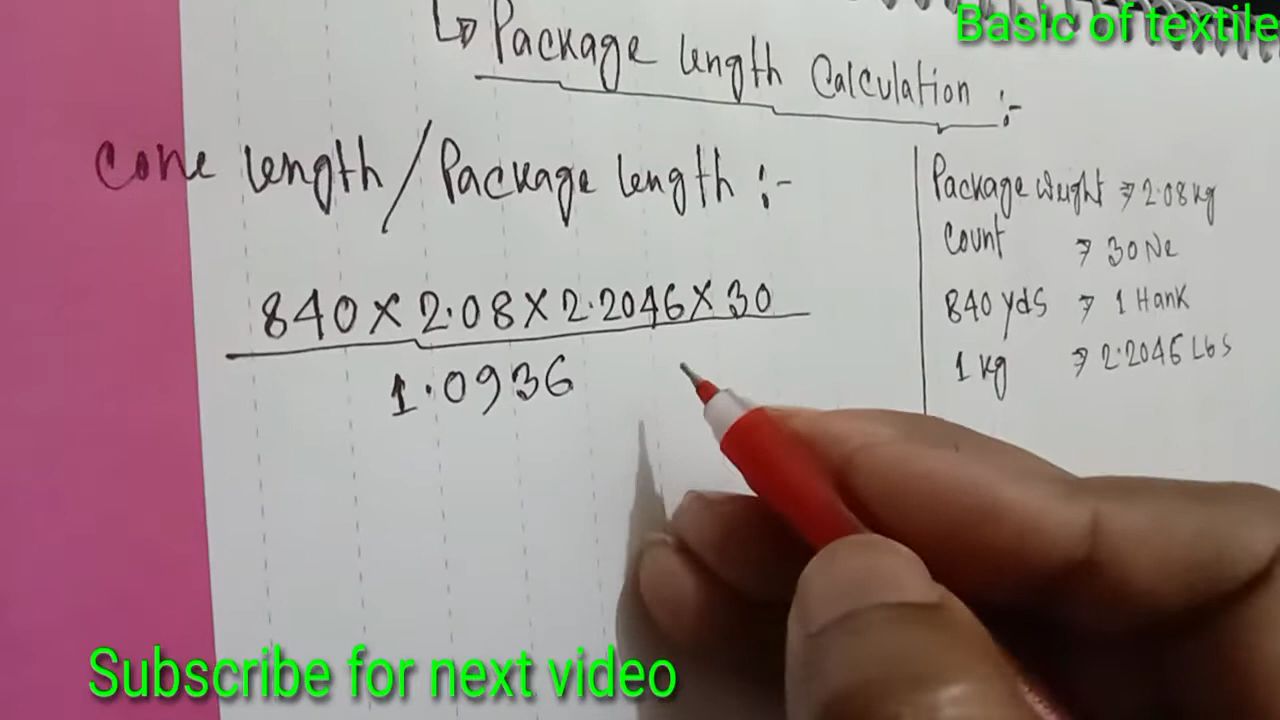 Basic of textile
↳ Package length Calculation :-
Cone length / Package length :-
840 × 2.08 × 2.2046 × 30
1.0936
Package weight → 2.08 kg
Count → 30 Ne
840 yds → 1 Hank
1 kg → 2.2046 Lbs
Subscribe for next video